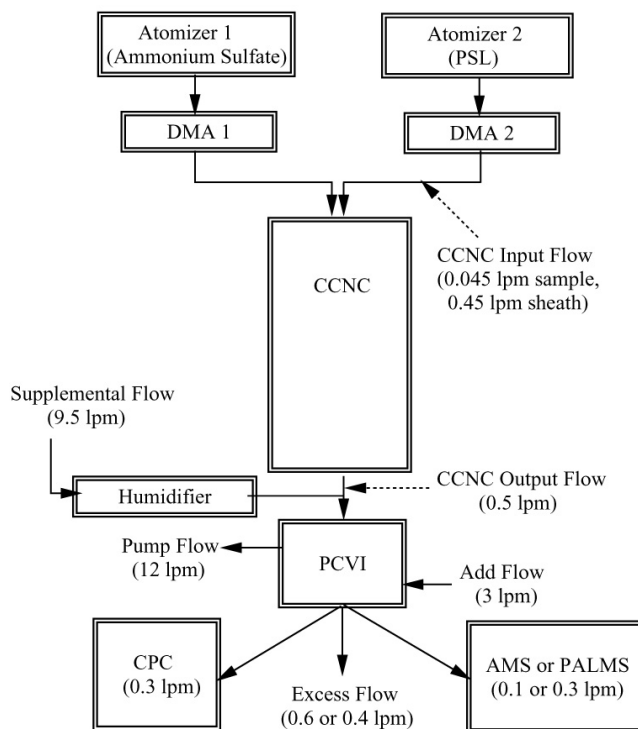 Atomizer 1
(Ammonium Sulfate)
Atomizer 2
(PSL)
DMA 1
DMA 2
CCNC
CCNC Input Flow
(0.045 lpm sample,
0.45 lpm sheath)
Supplemental Flow
(9.5 lpm)
Humidifier
CCNC Output Flow
(0.5 lpm)
Pump Flow
(12 lpm)
PCVI
Add Flow
(3 lpm)
CPC
(0.3 lpm)
Excess Flow
(0.6 or 0.4 lpm)
AMS or PALMS
(0.1 or 0.3 lpm)